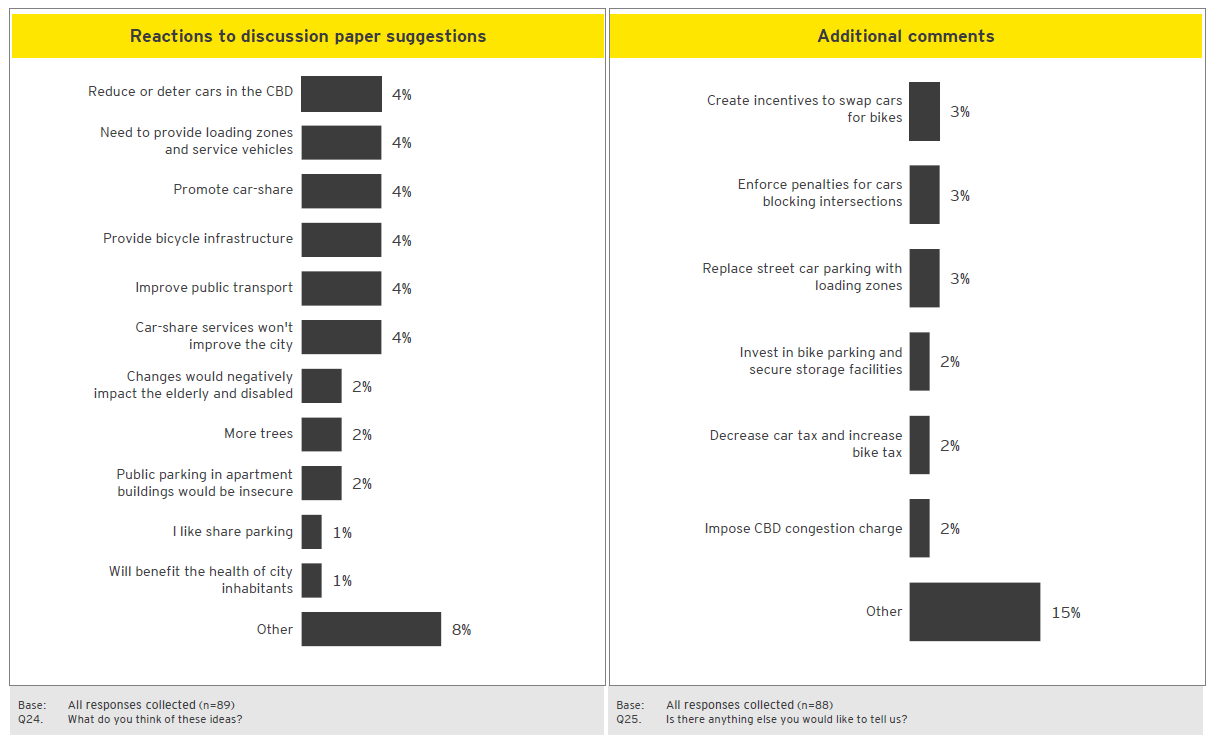 Reactions to discussion paper suggestions
Reduce or deter cars in the CBD
4%
Need to provide loading zones
and service vehicles
4%
Promote car-share
4%
Provide bicycle infrastructure
4%
Improve public transport
4%
Car-share services won't
improve the city
4%
Changes would negatively
impact the elderly and disabled
2%
More trees
2%
Public parking in apartment
buildings would be insecure
2%
I like share parking
1%
Will benefit the health of city
inhabitants
1%
Other
8%
Base: All responses collected (n=89)
Q24. What do you think of these ideas?
Additional comments
Create incentives to swap cars
for bikes
3%
Enforce penalties for cars
blocking intersections
3%
Replace street car parking with
loading zones
3%
Invest in bike parking and
secure storage facilities
2%
Decrease car tax and increase
bike tax
2%
Impose CBD congestion charge
2%
Other
15%
Base: All responses collected (n=88)
Q25. Is there anything else you would like to tell us?